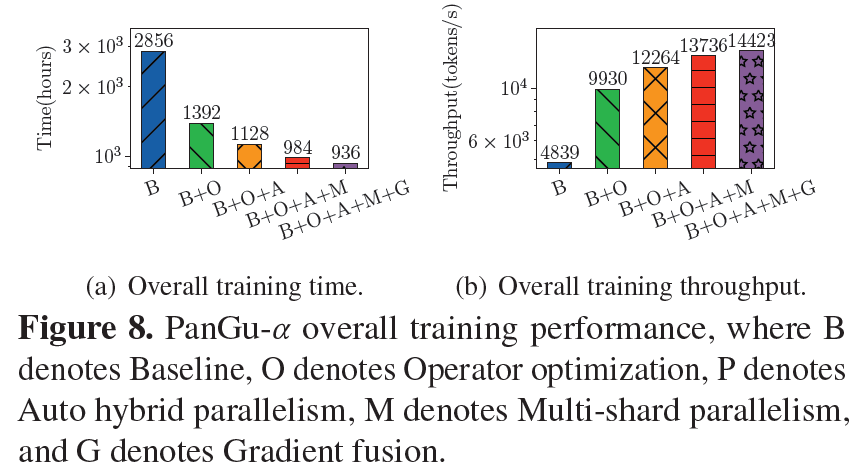 Time(hours)
3 × 10³
2 × 10³
10³
2856
1392
1128
984
936
B
B+O
B+O+A
B+O+A+M
B+O+A+M+G
(a) Overall training time.
Throughput(tokens/s)
10⁴
6 × 10³
4839
9930
12264
13736
14423
B
B+O
B+O+A
B+O+A+M
B+O+A+M+G
(b) Overall training throughput.
Figure 8. PanGu-α overall training performance, where B
denotes Baseline, O denotes Operator optimization, P denotes
Auto hybrid parallelism, M denotes Multi-shard parallelism,
and G denotes Gradient fusion.